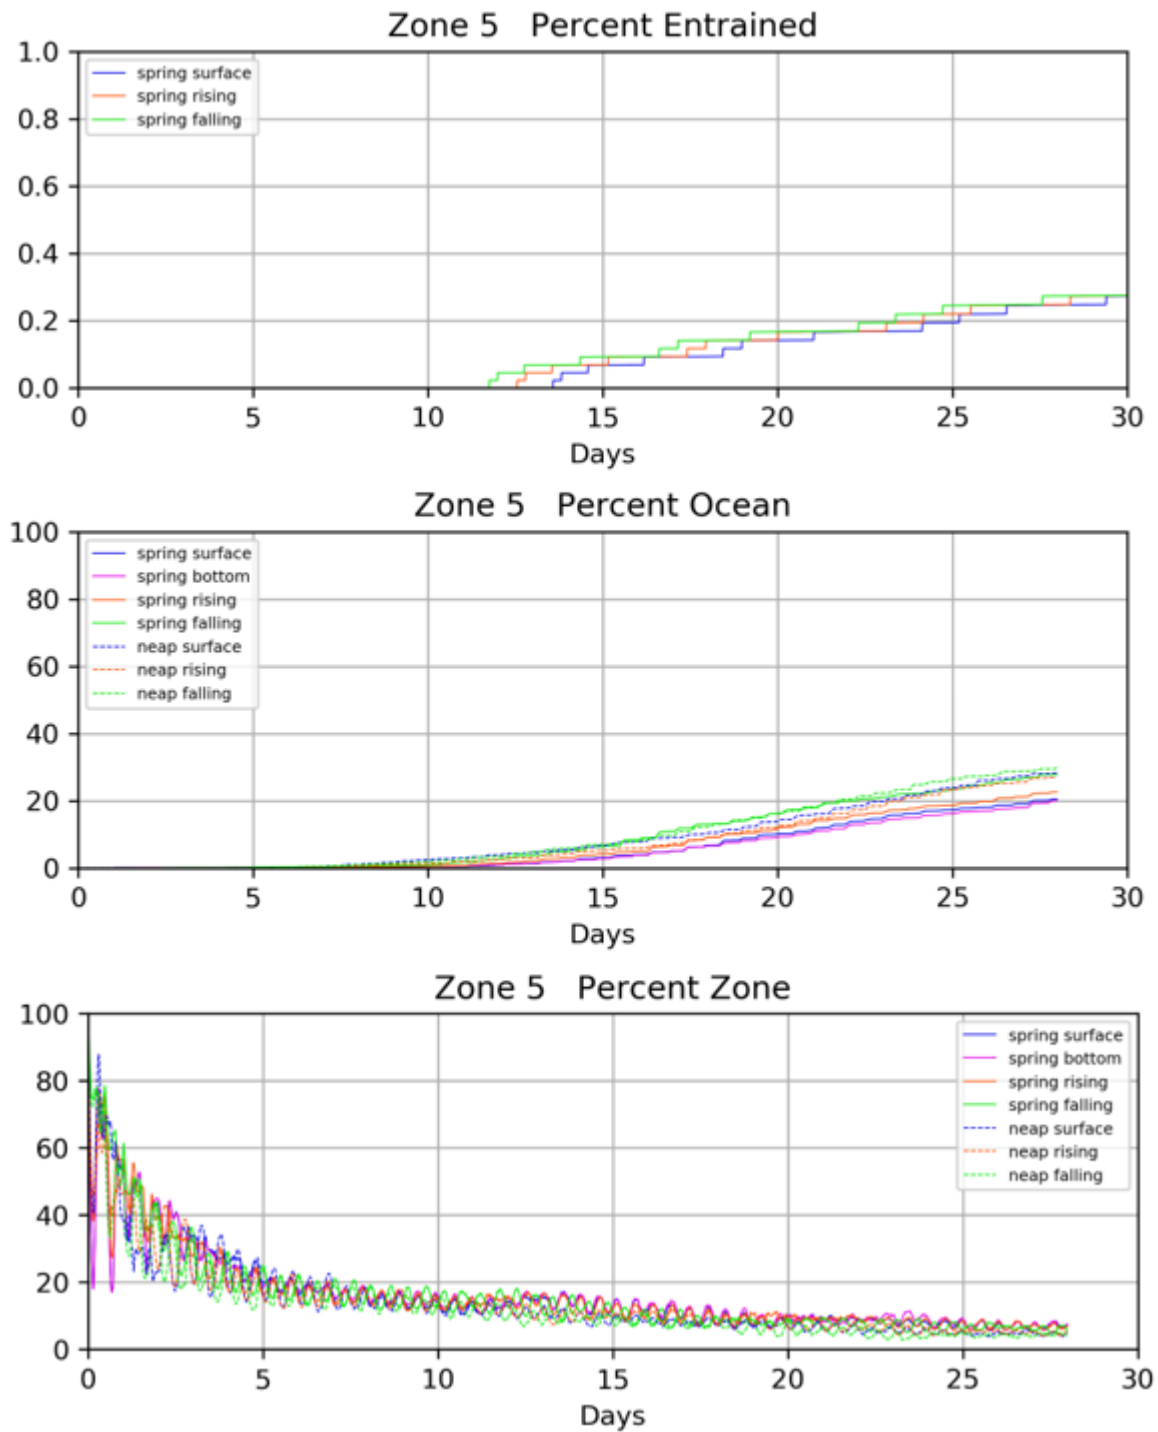 Zone 5 Percent Entrained
1.0
0.8
0.6
0.4
0.2
0.0
spring surface
spring rising
spring falling
0 5 10 15 20 25 30
Days
Zone 5 Percent Ocean
100
80
60
40
20
0
spring surface
spring bottom
spring rising
spring falling
neap surface
neap rising
neap falling
0 5 10 15 20 25 30
Days
Zone 5 Percent Zone
100
80
60
40
20
0
spring surface
spring bottom
spring rising
spring falling
neap surface
neap rising
neap falling
0 5 10 15 20 25 30
Days